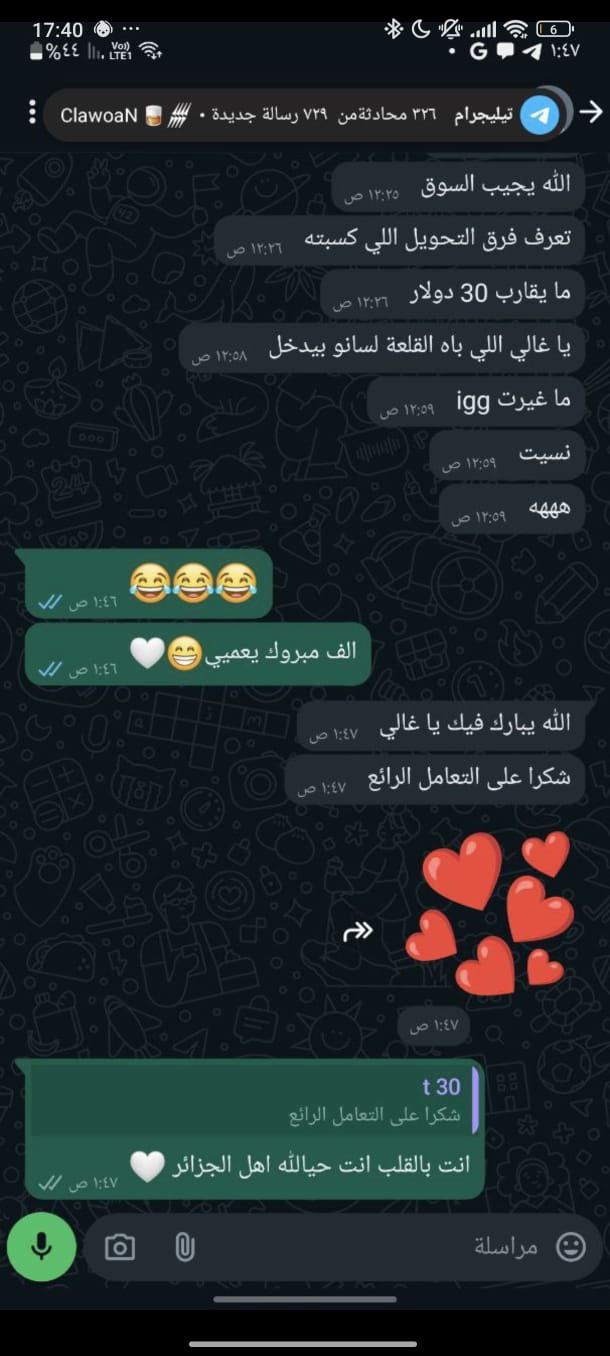 17:40
6
%٤٤
Vo)) LTE1
G
١:٤٧
تيليجرام ٣٢٦ محادثةمن ٧٢٩ رسالة جديدة • ClawoaN
الله يجيب السوق ١٢:٢٥ ص
تعرف فرق التحويل اللي كسبته ١٢:٢٦ ص
ما يقارب 30 دولار ١٢:٢٦ ص
يا غالي اللي باه القلعة لسانو بيدخل ١٢:٥٨ ص
ما غيرت igg ١٢:٥٩ ص
نسيت ١٢:٥٩ ص
هههه ١٢:٥٩ ص
😂😂😂 ١:٤٦ ص
الف مبروك يعميي😁🤍 ١:٤٦ ص
الله يبارك فيك يا غالي ١:٤٧ ص
شكرا على التعامل الرائع ١:٤٧ ص
١:٤٧ ص
t 30
شكرا على التعامل الرائع
انت بالقلب انت حيالله اهل الجزائر 🤍 ١:٤٧ ص
مراسلة